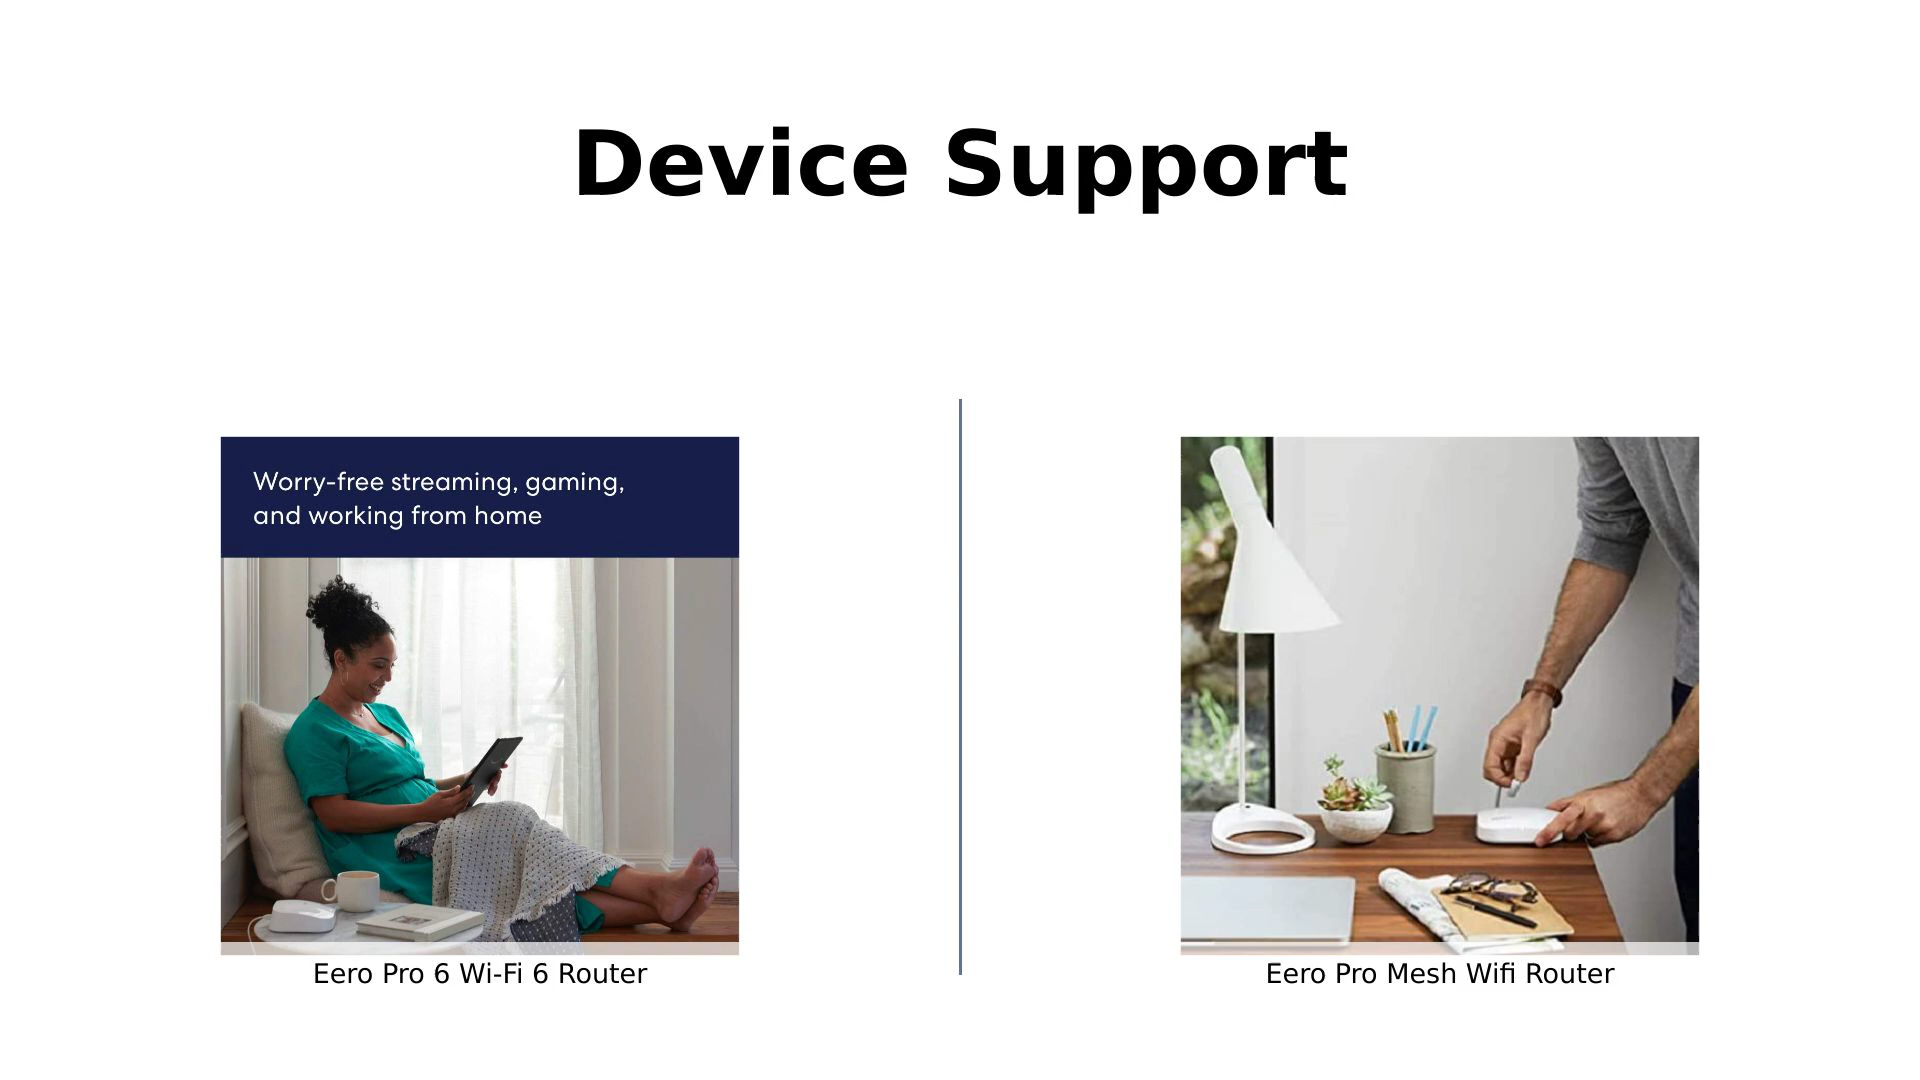 Device Support
Worry-free streaming, gaming,
and working from home
Eero Pro 6 Wi-Fi 6 Router
Eero Pro Mesh Wifi Router